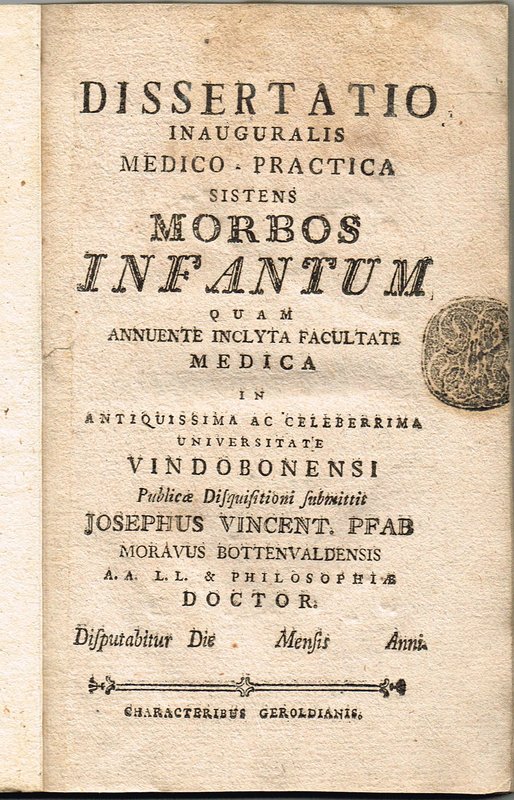 DISSERTATIO
INAUGURALIS
MEDICO - PRACTICA
SISTENS
MORBOS
INFANTUM
QUAM
ANNUENTE INCLYTA FACULTATE
MEDICA
IN
ANTIQUISSIMA AC CELEBERRIMA
UNIVERSITATE
VINDOBONENSI
Publicæ Diſquiſitioni ſubmittit
JOSEPHUS VINCENT. PFAB
MORAVUS BOTTENVALDENSIS
A. A. L. L. & PHILOSOPHIÆ
DOCTOR.
Diſputabitur Die Menſis Anni.
CHARACTERIBUS GEROLDIANIS.